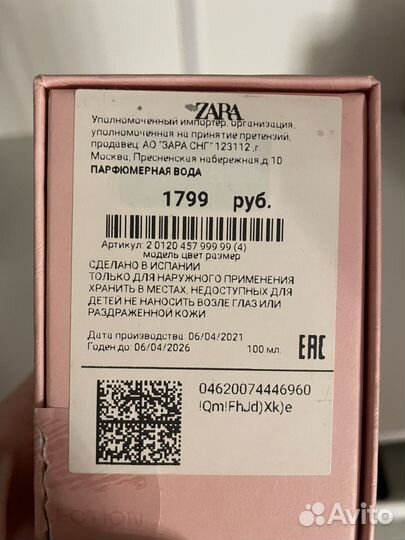 ZARA
Уполномоченный импортер, организация,
уполномоченная на принятие претензий,
продавец: АО "ЗАРА СНГ" 123112 ,г
Москва, Пресненская набережная,д 10
ПАРФЮМЕРНАЯ ВОДА
1799 руб.
Артикул: 2 0120 457 999 99 (4)
модель цвет размер
СДЕЛАНО В ИСПАНИИ
ТОЛЬКО ДЛЯ НАРУЖНОГО ПРИМЕНЕНИЯ
ХРАНИТЬ В МЕСТАХ, НЕДОСТУПНЫХ ДЛЯ
ДЕТЕЙ НЕ НАНОСИТЬ ВОЗЛЕ ГЛАЗ ИЛИ
РАЗДРАЖЕННОЙ КОЖИ
Дата производства: 06/04/2021
Годен до: 06/04/2026 100 мл. EAC
04620074446960
!Qm!FhJd)Xk)e
Avito